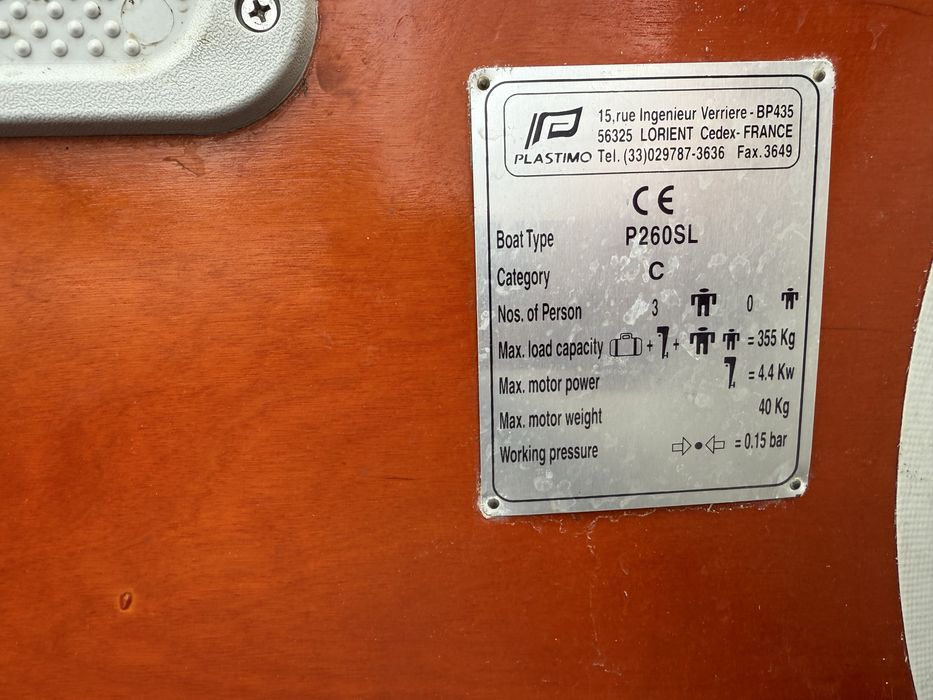 PLASTIMO
15,rue Ingenieur Verriere - BP435
56325 LORIENT Cedex- FRANCE
Tel. (33)029787-3636 Fax.3649
CE
Boat Type P260SL
Category C
Nos. of Person 3 0
Max. load capacity + + = 355 Kg
Max. motor power = 4.4 Kw
Max. motor weight 40 Kg
Working pressure = 0.15 bar